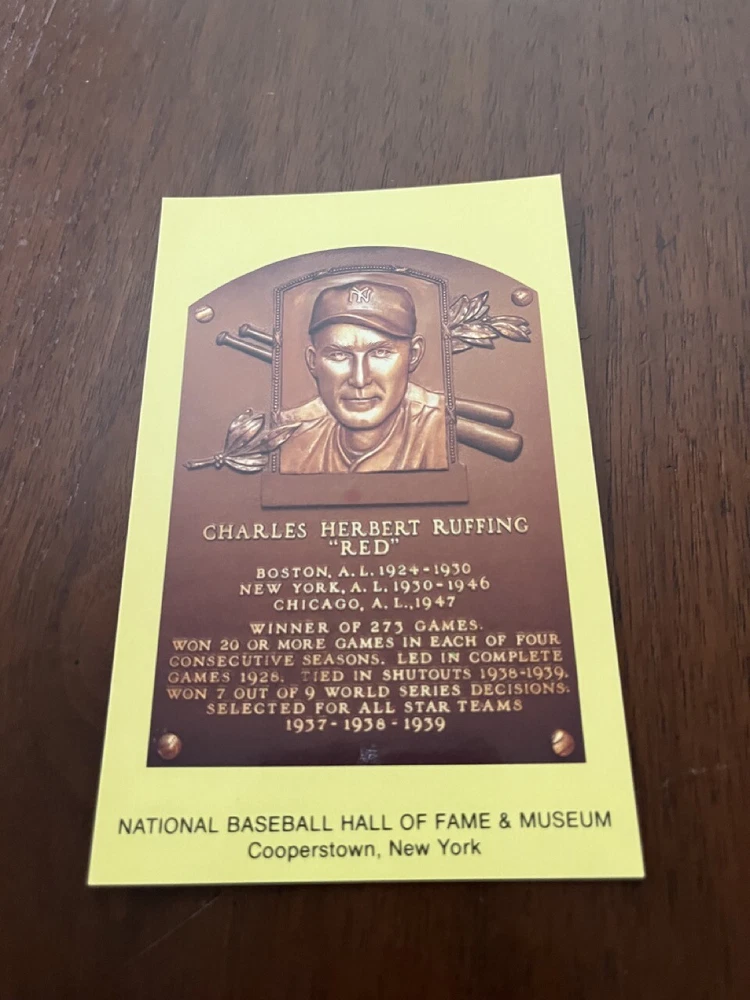 NY
CHARLES HERBERT RUFFING
"RED"
BOSTON, A.L. 1924-1930
NEW YORK, A.L. 1930-1946
CHICAGO, A.L., 1947
WINNER OF 273 GAMES.
WON 20 OR MORE GAMES IN EACH OF FOUR
CONSECUTIVE SEASONS. LED IN COMPLETE
GAMES 1928. TIED IN SHUTOUTS 1938-1939.
WON 7 OUT OF 9 WORLD SERIES DECISIONS.
SELECTED FOR ALL STAR TEAMS
1937-1938-1939
NATIONAL BASEBALL HALL OF FAME & MUSEUM
Cooperstown, New York